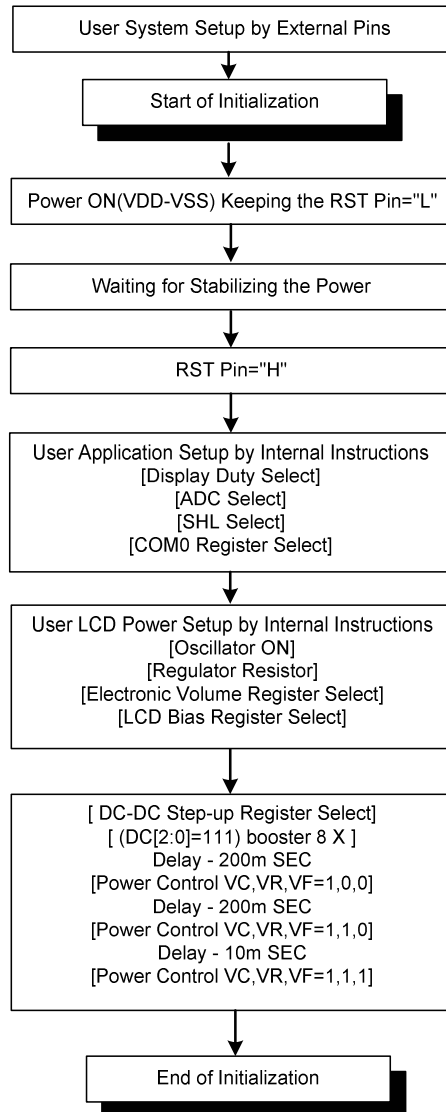 User System Setup by External Pins
Start of Initialization
Power ON(VDD-VSS) Keeping the RST Pin="L"
Waiting for Stabilizing the Power
RST Pin="H"
User Application Setup by Internal Instructions
[Display Duty Select]
[ADC Select]
[SHL Select]
[COM0 Register Select]
User LCD Power Setup by Internal Instructions
[Oscillator ON]
[Regulator Resistor]
[Electronic Volume Register Select]
[LCD Bias Register Select]
[ DC-DC Step-up Register Select]
[ (DC[2:0]=111) booster 8 X ]
Delay - 200m SEC
[Power Control VC,VR,VF=1,0,0]
Delay - 200m SEC
[Power Control VC,VR,VF=1,1,0]
Delay - 10m SEC
[Power Control VC,VR,VF=1,1,1]
End of Initialization